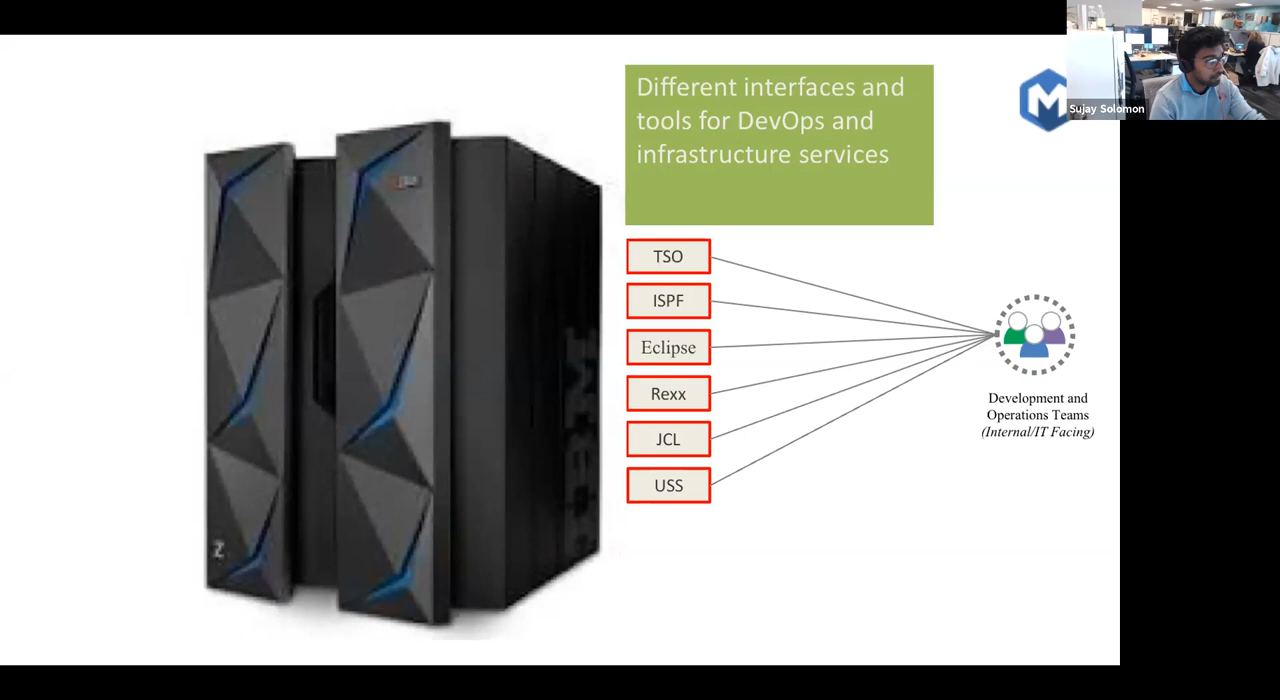 Different interfaces and
tools for DevOps and
infrastructure services
M
Sujay Solomon
TSO
ISPF
Eclipse
Rexx
JCL
USS
Development and
Operations Teams
(Internal/IT Facing)
Z